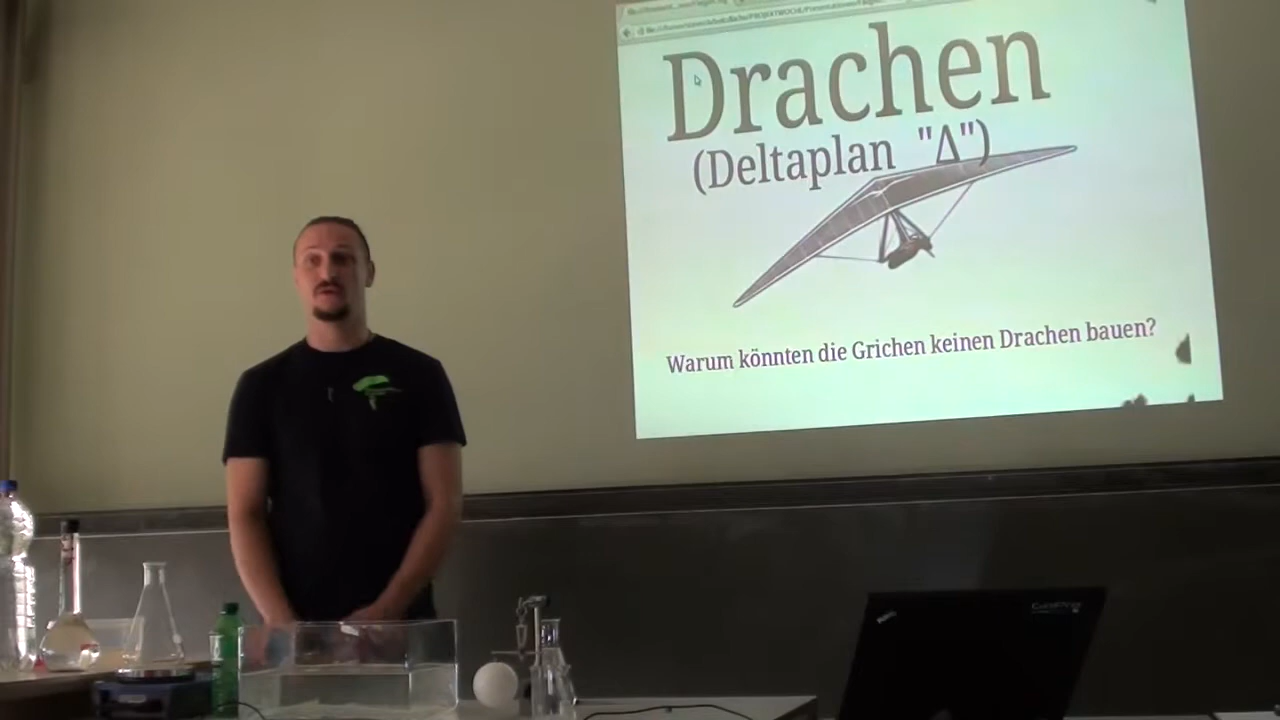 Drachen
(Deltaplan "Δ")
Warum könnten die Grichen keinen Drachen bauen?